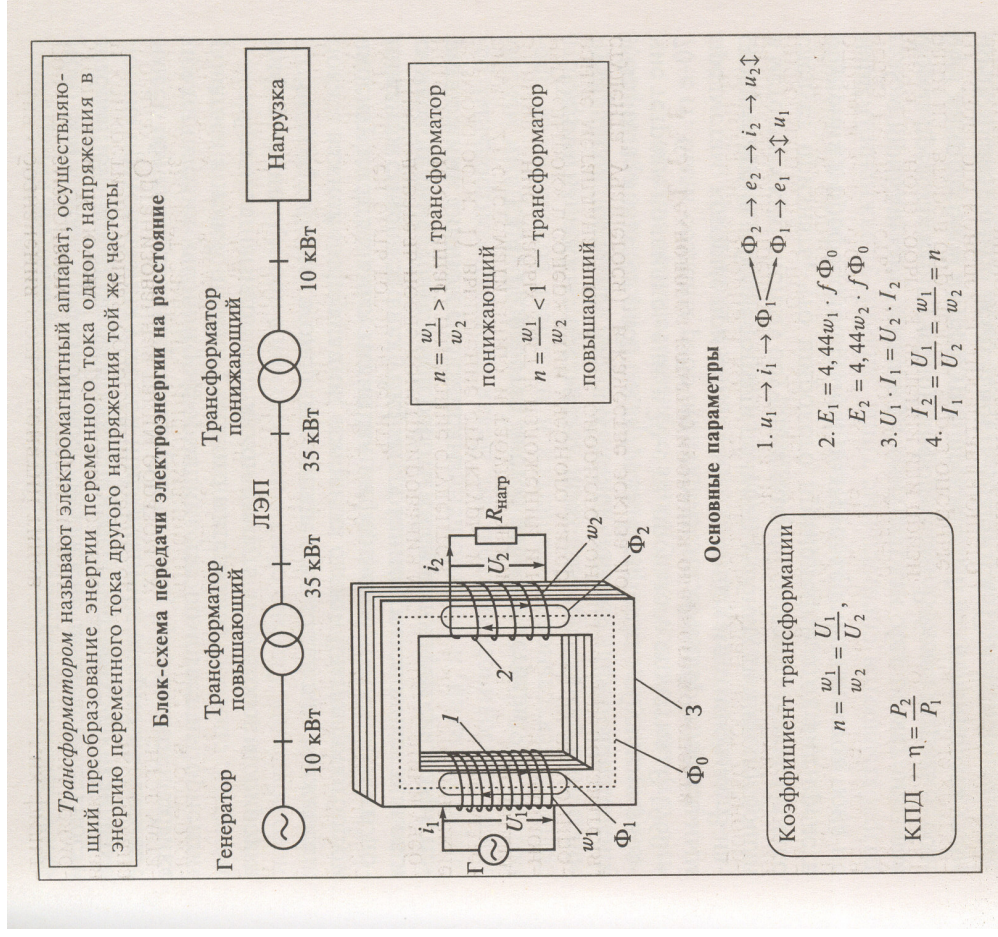 Трансформатором называют электромагнитный аппарат, осуществляю-
щий преобразование энергии переменного тока одного напряжения в
энергию переменного тока другого напряжения той же частоты
Блок-схема передачи электроэнергии на расстояние
Генератор
10 кВт
Трансформатор
повышающий
35 кВт
ЛЭП
35 кВт
Трансформатор
понижающий
10 кВт
Нагрузка
Г
i₁
U₁
w₁
Φ₁
1
Φ₀
3
2
i₂
U₂
Rнагр
w₂
Φ₂
n = w₁/w₂ > 1 — трансформатор
понижающий
n = w₁/w₂ < 1 — трансформатор
повышающий
Основные параметры
Коэффициент трансформации
n = w₁/w₂ = U₁/U₂,
КПД — η = P₂/P₁
1. u₁ → i₁ → Φ₁ → Φ₂ → e₂ → i₂ → u₂↕
→ Φ₁ → e₁ →↕ u₁
2. E₁ = 4,44w₁ · fΦ₀
E₂ = 4,44w₂ · fΦ₀
3. U₁ · I₁ = U₂ · I₂
4. I₂/I₁ = U₁/U₂ = w₁/w₂ = n